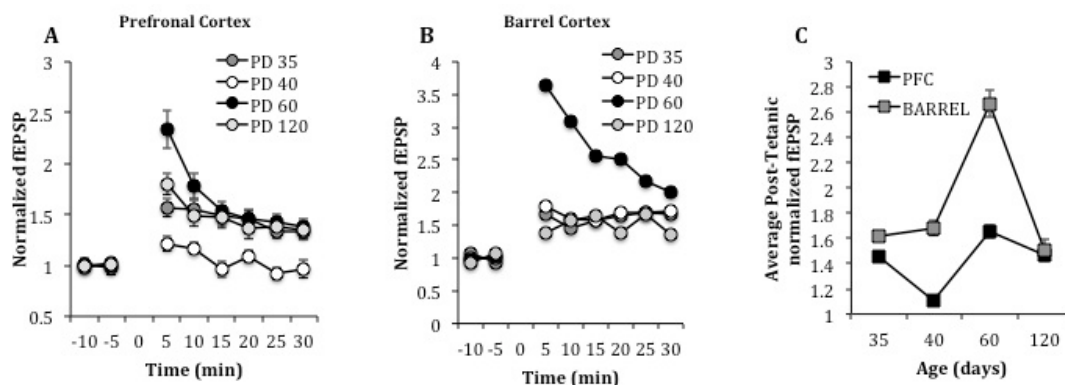 A
Prefronal Cortex
PD 35
PD 40
PD 60
PD 120
Normalized fEPSP
3
2.5
2
1.5
1
0.5
-10 -5 0 5 10 15 20 25 30
Time (min)
B
Barrel Cortex
PD 35
PD 40
PD 60
PD 120
Normalized fEPSP
4
3.5
3
2.5
2
1.5
1
0.5
0
-10 -5 0 5 10 15 20 25 30
Time (min)
C
PFC
BARREL
Average Post-Tetanic
normalized fEPSP
3
2.8
2.6
2.4
2.2
2
1.8
1.6
1.4
1.2
1
35 40 60 120
Age (days)